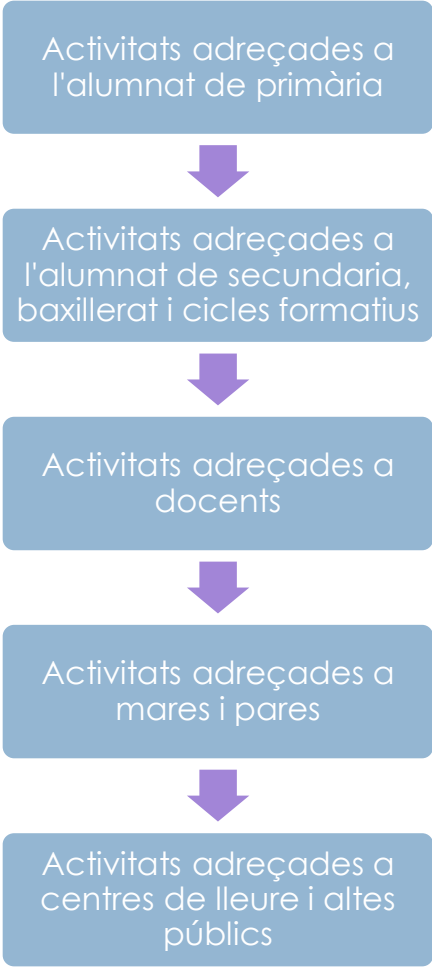 Activitats adreçades a
l'alumnat de primària
Activitats adreçades a
l'alumnat de secundaria,
baxillerat i cicles formatius
Activitats adreçades a
docents
Activitats adreçades a
mares i pares
Activitats adreçades a
centres de lleure i altes
públics